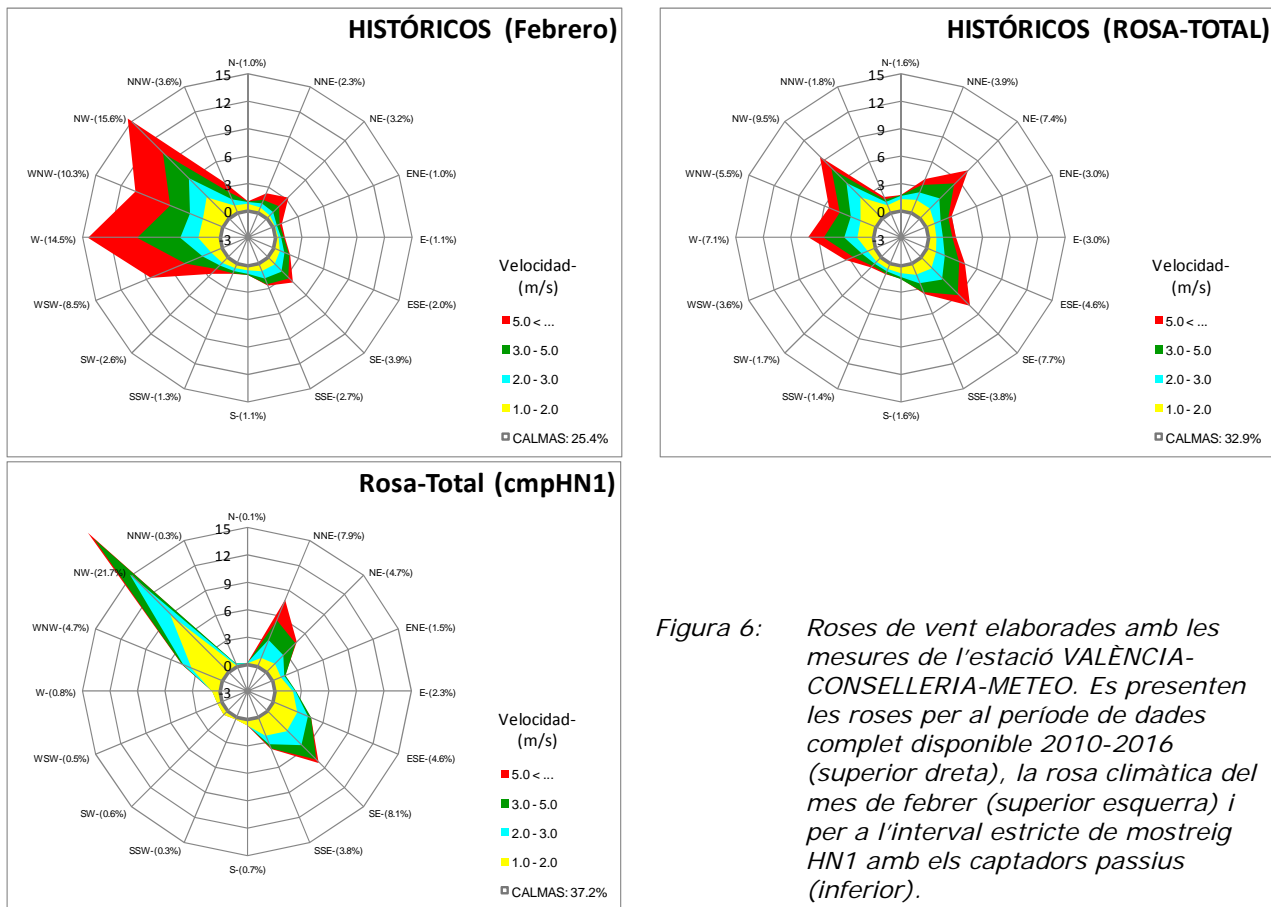 HISTÓRICOS (Febrero)
N-(1.0%)
NNE-(2.3%)
NE-(3.2%)
ENE-(1.0%)
E-(1.1%)
ESE-(2.0%)
SE-(3.9%)
SSE-(2.7%)
S-(1.1%)
SSW-(1.3%)
SW-(2.6%)
WSW-(8.5%)
W-(14.5%)
WNW-(10.3%)
NW-(15.6%)
NNW-(3.6%)
15
12
9
6
3
0
-3
Velocidad-
(m/s)
5.0 < ...
3.0 - 5.0
2.0 - 3.0
1.0 - 2.0
CALMAS: 25.4%
HISTÓRICOS (ROSA-TOTAL)
N-(1.6%)
NNE-(3.9%)
NE-(7.4%)
ENE-(3.0%)
E-(3.0%)
ESE-(4.6%)
SE-(7.7%)
SSE-(3.8%)
S-(1.6%)
SSW-(1.4%)
SW-(1.7%)
WSW-(3.6%)
W-(7.1%)
WNW-(5.5%)
NW-(9.5%)
NNW-(1.8%)
15
12
9
6
3
0
-3
Velocidad-
(m/s)
5.0 < ...
3.0 - 5.0
2.0 - 3.0
1.0 - 2.0
CALMAS: 32.9%
Rosa-Total (cmpHN1)
N-(0.1%)
NNE-(7.9%)
NE-(4.7%)
ENE-(1.5%)
E-(2.3%)
ESE-(4.6%)
SE-(8.1%)
SSE-(3.8%)
S-(0.7%)
SSW-(0.3%)
SW-(0.6%)
WSW-(0.5%)
W-(0.8%)
WNW-(4.7%)
NW-(21.7%)
NNW-(0.3%)
15
12
9
6
3
0
-3
Velocidad-
(m/s)
5.0 < ...
3.0 - 5.0
2.0 - 3.0
1.0 - 2.0
CALMAS: 37.2%
Figura 6: Roses de vent elaborades amb les
mesures de l'estació VALÈNCIA-
CONSELLERIA-METEO. Es presenten
les roses per al període de dades
complet disponible 2010-2016
(superior dreta), la rosa climàtica del
mes de febrer (superior esquerra) i
per a l'interval estricte de mostreig
HN1 amb els captadors passius
(inferior).